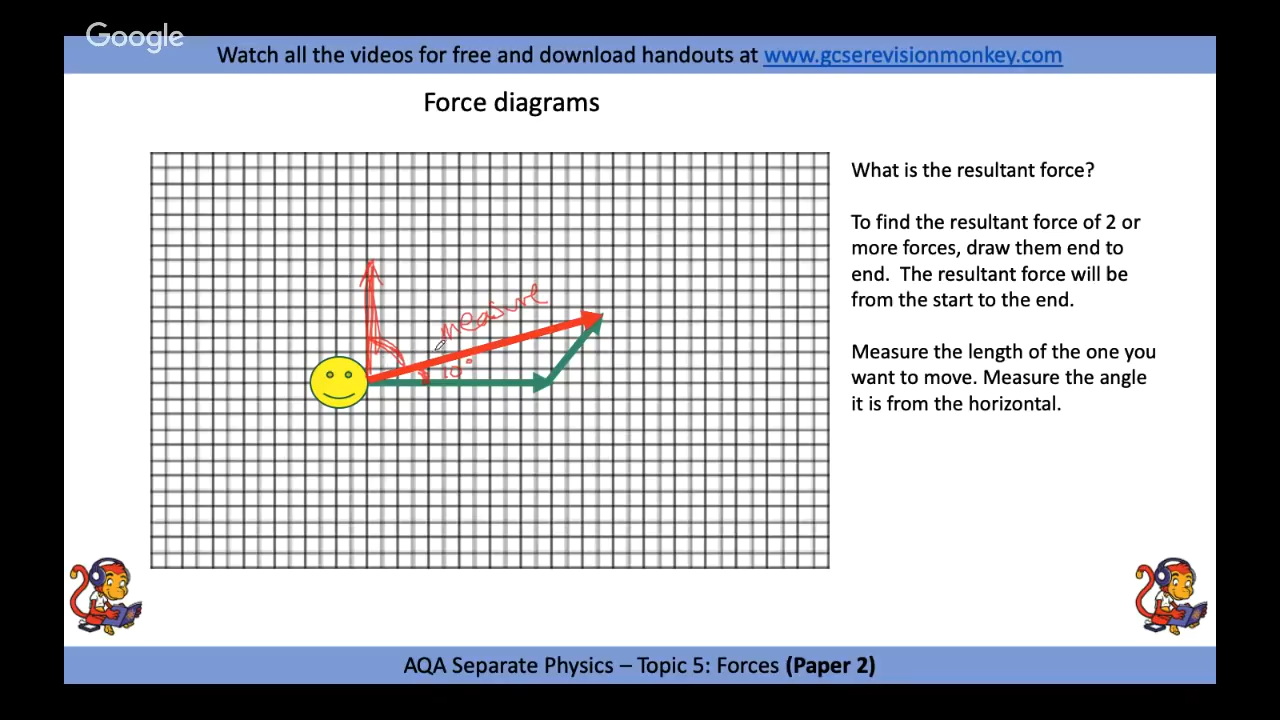 Google
Watch all the videos for free and download handouts at www.gcserevisionmonkey.com
Force diagrams
What is the resultant force?
To find the resultant force of 2 or
more forces, draw them end to
end. The resultant force will be
from the start to the end.
Measure the length of the one you
want to move. Measure the angle
it is from the horizontal.
measure
10°
AQA Separate Physics – Topic 5: Forces (Paper 2)